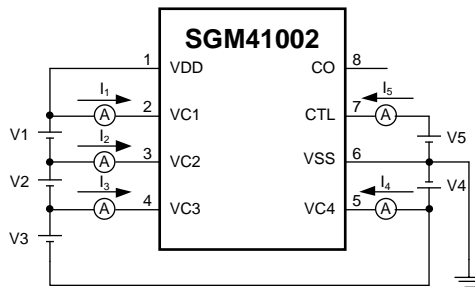 SGM41002
1 VDD CO 8
I1 I5
A 2 VC1 CTL 7 A
V1 I2 V5
A 3 VC2 VSS 6
V2 I3 I4 V4
A 4 VC3 VC4 5 A
V3